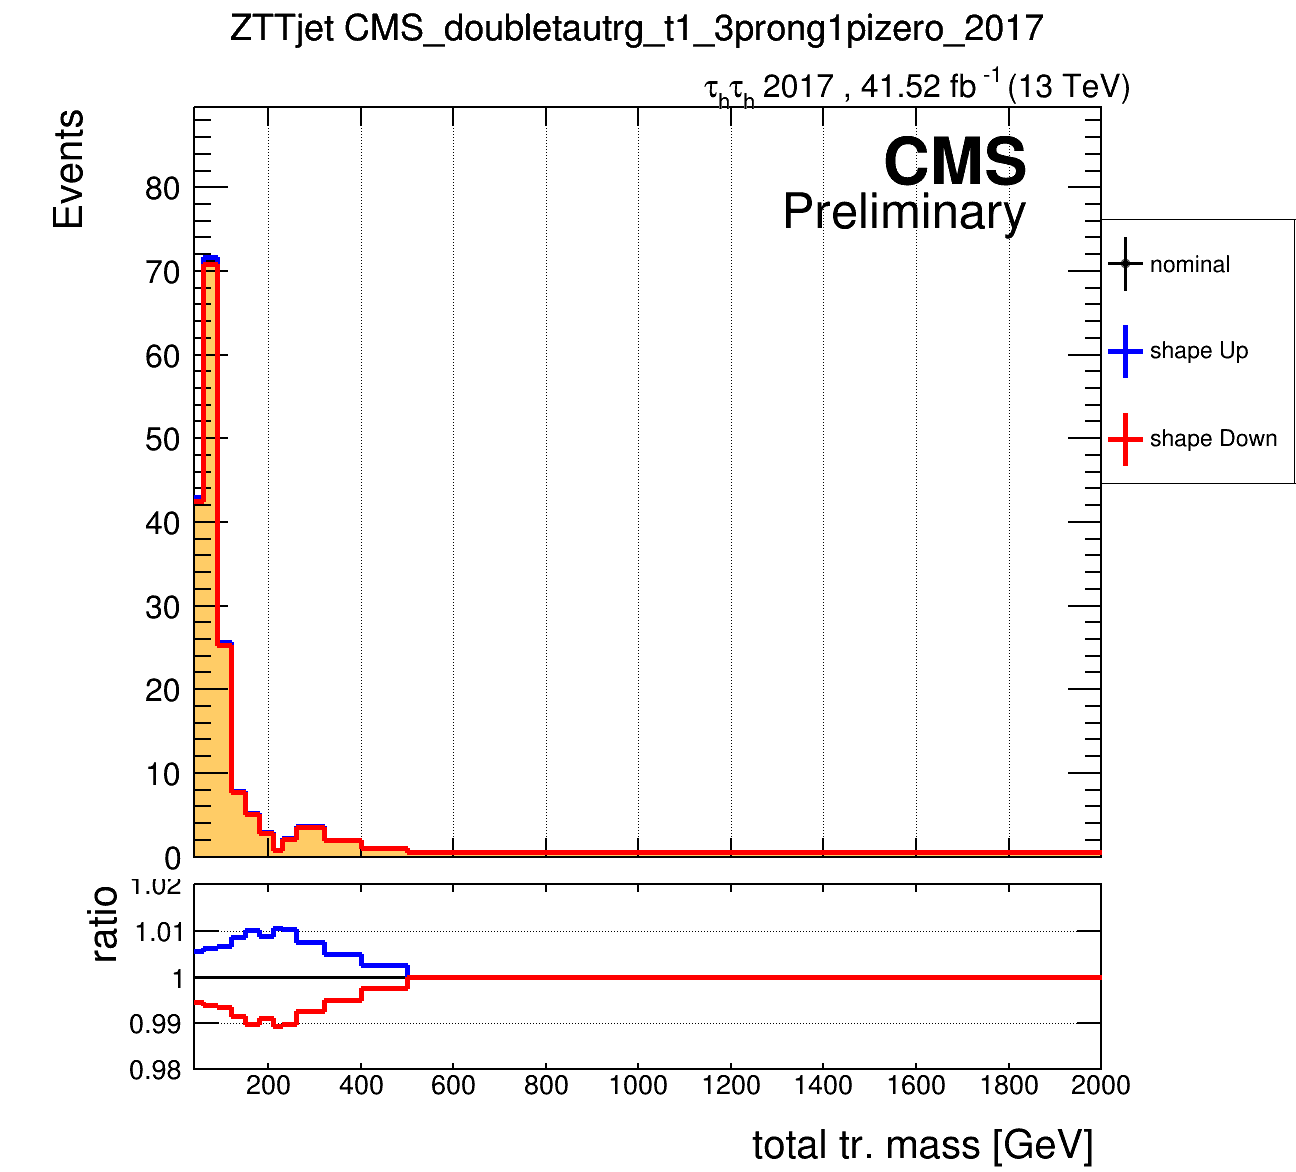 ZTTjet CMS_doubletautrg_t1_3prong1pizero_2017
τhτh 2017 , 41.52 fb-1 (13 TeV)
Events
CMS
Preliminary
80
70
60
50
40
30
20
10
0
nominal
shape Up
shape Down
ratio
1.02
1.01
1
0.99
0.98
200 400 600 800 1000 1200 1400 1600 1800 2000
total tr. mass [GeV]